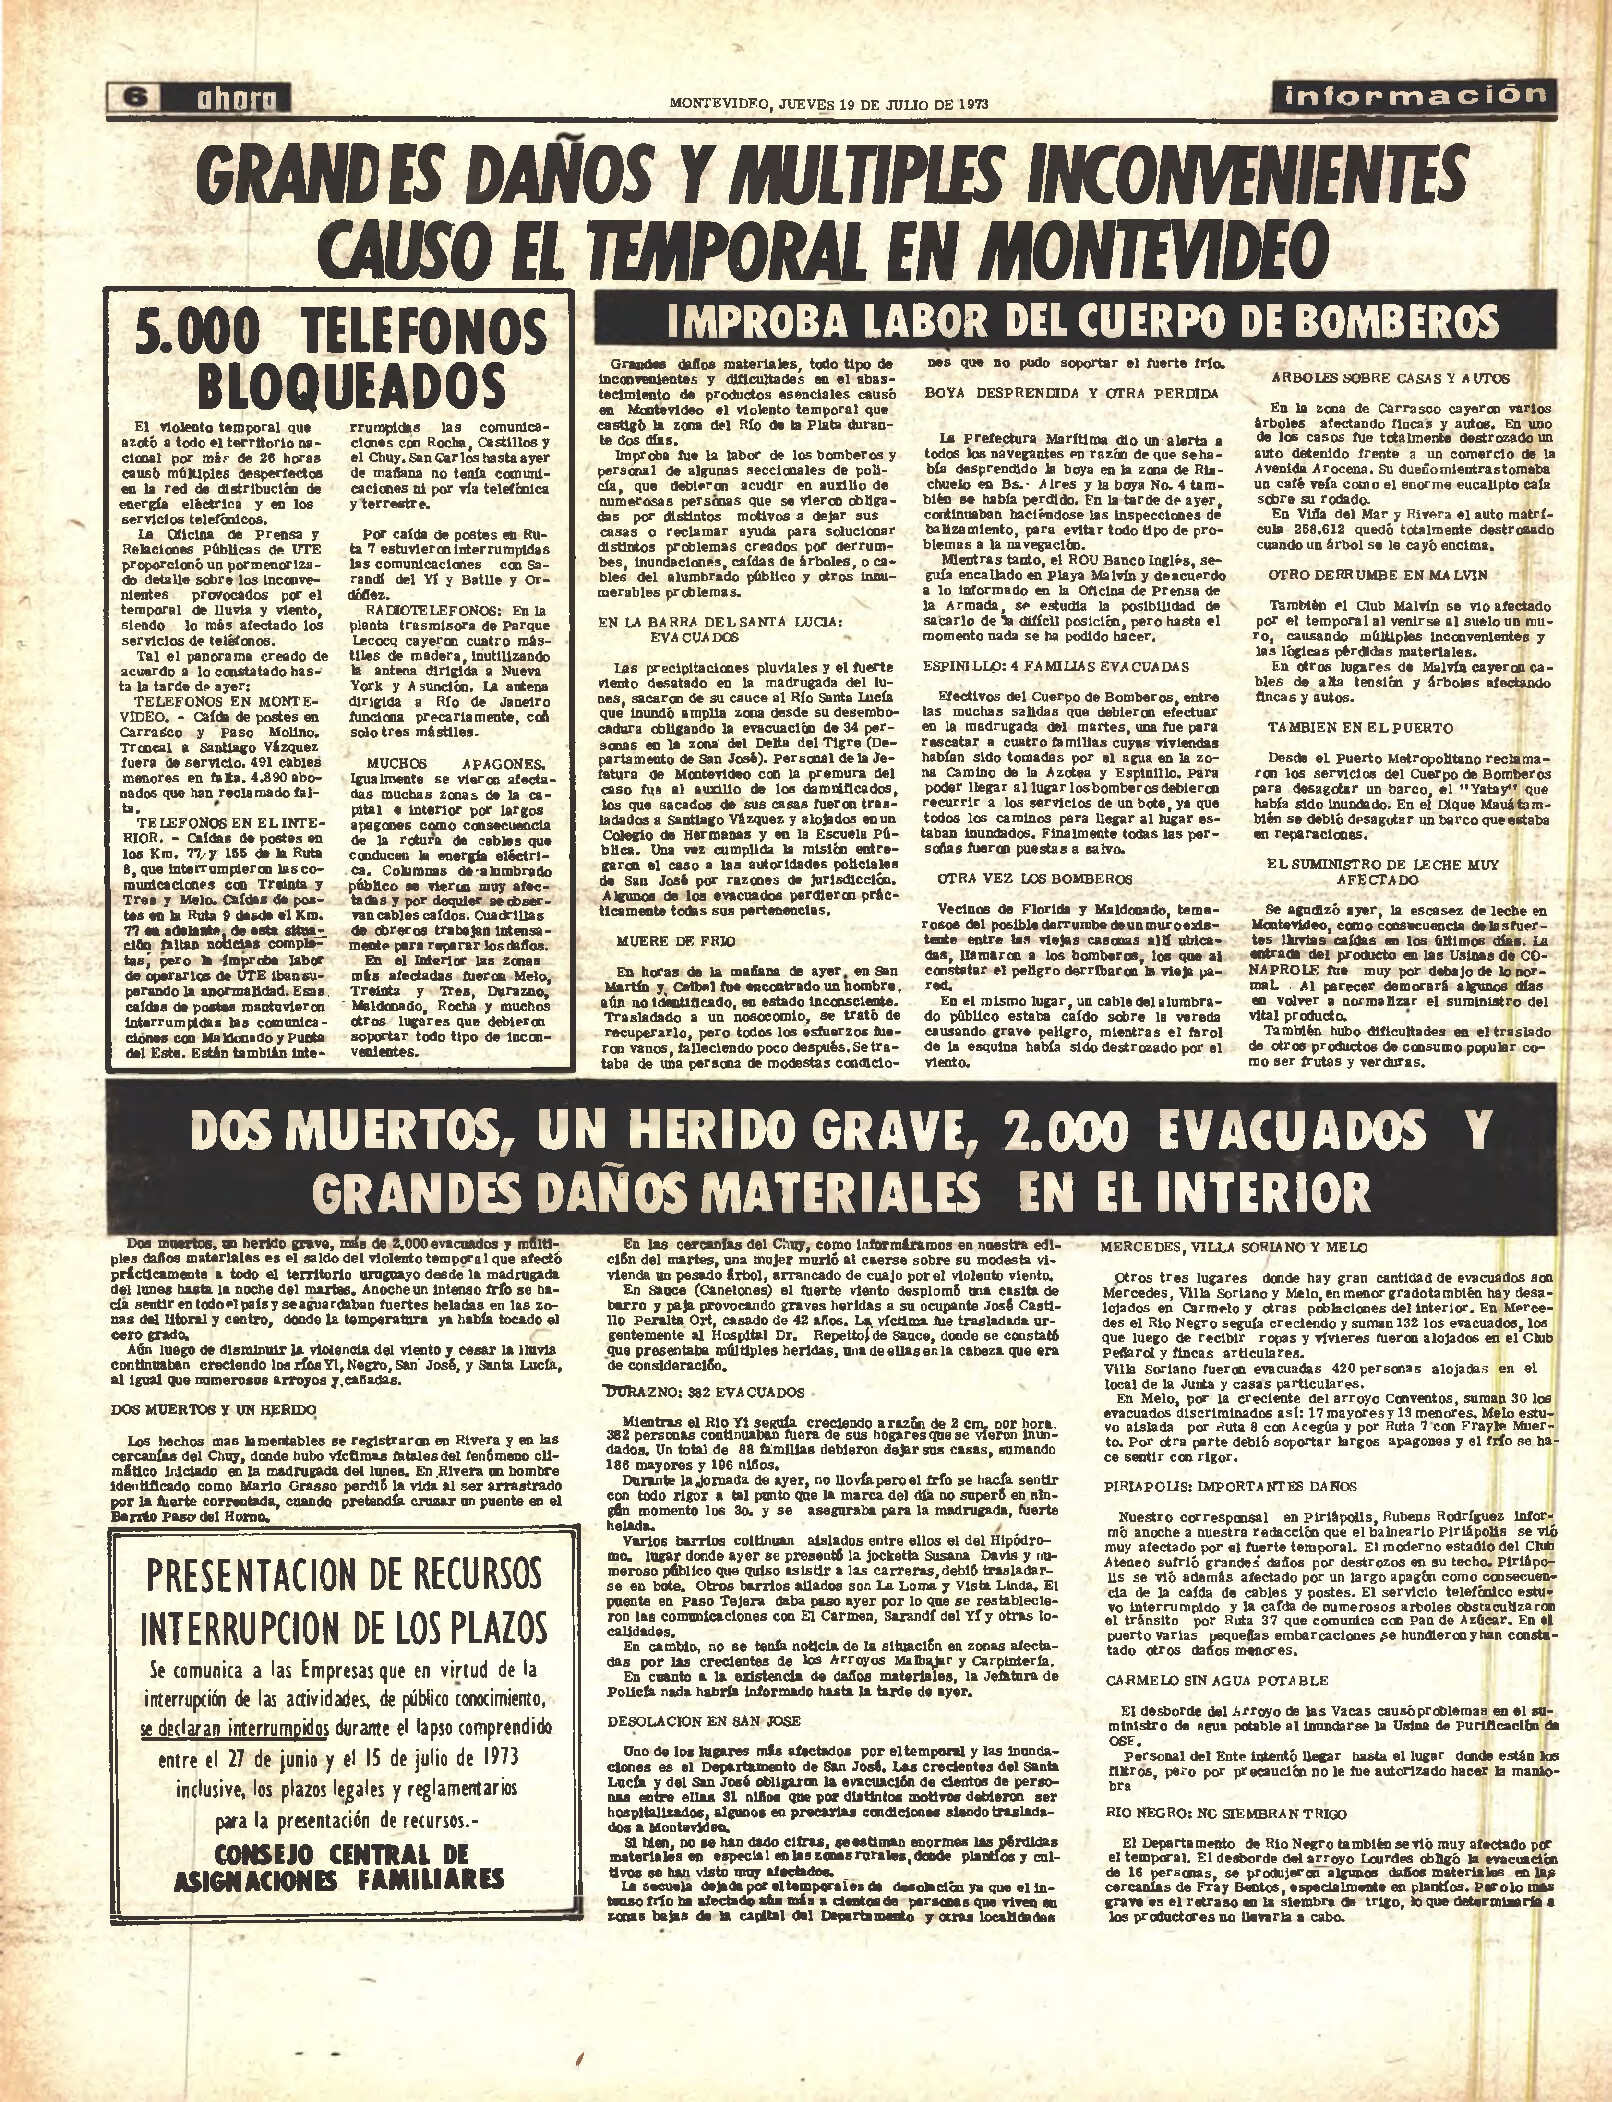 6 ahora
MONTEVIDEO, JUEVES 19 DE JULIO DE 1973
información
GRANDES DAÑOS Y MULTIPLES INCONVENIENTES
CAUSO EL TEMPORAL EN MONTEVIDEO
5.000 TELEFONOS
BLOQUEADOS
El violento temporal que
azotó a todo el territorio na-
cional por más de 26 horas
causó múltiples desperfectos
en la red de distribución de
energía eléctrica y en los
servicios telefónicos.
La Oficina de Prensa y
Relaciones Públicas de UTE
proporcionó un pormenoriza-
do detalle sobre los inconve-
nientes provocados por el
temporal de lluvia y viento,
siendo lo más afectado los
servicios de teléfonos.
Tal el panorama creado de
acuerdo a lo constatado has-
ta la tarde de ayer:
TELEFONOS EN MONTE-
VIDEO. - Caída de postes en
Carrasco y Paso Molino.
Troncal a Santiago Vázquez
fuera de servicio. 491 cables
menores en falta. 4.890 abo-
nados que han reclamado fal-
ta.
TELEFONOS EN EL INTE-
RIOR. - Caídas de postes en
los Km. 77 y 155 de la Ruta
8, que interrumpieron las co-
municaciones con Treinta y
Tres y Melo. Caídas de pos-
tes en la Ruta 9 desde el Km.
77 en adelante, de esta situa-
ción faltan noticias comple-
tas, pero la ímproba labor
de operarios de UTE iban su-
perando la anormalidad. Esas
caídas de postes mantuvieron
interrumpidas las comunica-
ciones con Maldonado y Punta
del Este. Están también inte-
rrumpidas las comunica-
ciones con Rocha, Castillos y
el Chuy. San Carlos hasta ayer
de mañana no tenía comuni-
caciones ni por vía telefónica
y terrestre.
Por caída de postes en Ru-
ta 7 estuvieron interrumpidas
las comunicaciones con Sa-
randí del Yí y Batlle y Or-
dóñez.
RADIOTELEFONOS: En la
planta trasmisora de Parque
Lecocq cayeron cuatro más-
tiles de madera, inutilizando
la antena dirigida a Nueva
York y Asunción. La antena
dirigida a Río de Janeiro
funciona precariamente, con
solo tres mástiles.
MUCHOS APAGONES.
Igualmente se vieron afecta-
das muchas zonas de la ca-
pital e interior por largos
apagones como consecuencia
de la rotura de cables que
conducen la energía eléctri-
ca. Columnas de alumbrado
público se vieron muy afec-
tadas y por doquier se obser-
van cables caídos. Cuadrillas
de obreros trabajan intensa-
mente para reparar los daños.
En el Interior las zonas
más afectadas fueron Melo,
Treinta y Tres, Durazno,
Maldonado, Rocha y muchos
otros lugares que debieron
soportar todo tipo de incon-
venientes.
IMPROBA LABOR DEL CUERPO DE BOMBEROS
Grandes daños materiales, todo tipo de
inconvenientes y dificultades en el abas-
tecimiento de productos esenciales causó
en Montevideo el violento temporal que
castigó la zona del Río de la Plata duran-
te dos días.
Improba fue la labor de los bomberos y
personal de algunas seccionales de poli-
cía, que debieron acudir en auxilio de
numerosas personas que se vieron obliga-
das por distintos motivos a dejar sus
casas o reclamar ayuda para solucionar
distintos problemas creados por derrum-
bes, inundaciones, caídas de árboles, o ca-
bles del alumbrado público y otros innu-
merables problemas.
EN LA BARRA DEL SANTA LUCIA:
EVACUADOS
Las precipitaciones pluviales y el fuerte
viento desatado en la madrugada del lu-
nes, sacaron de su cauce al Río Santa Lucía
que inundó amplia zona desde su desembo-
cadura obligando la evacuación de 34 per-
sonas en la zona del Delta del Tigre (De-
partamento de San José). Personal de la Je-
fatura de Montevideo con la premura del
caso fue al auxilio de los damnificados,
los que sacados de sus casas fueron tras-
ladados a Santiago Vázquez y alojados en un
Colegio de Hermanas y en la Escuela Pú-
blica. Una vez cumplida la misión entre-
garon el caso a las autoridades policiales
de San José por razones de jurisdicción.
Algunos de los evacuados perdieron prác-
ticamente todas sus pertenencias.
MUERE DE FRIO
En horas de la mañana de ayer, en San
Martín y Ceibal fue encontrado un hombre,
aún no identificado, en estado inconsciente.
Trasladado a un nosocomio, se trató de
recuperarlo, pero todos los esfuerzos fue-
ron vanos, falleciendo poco después. Se tra-
taba de una persona de modestas condicio-
nes que no pudo soportar el fuerte frío.
BOYA DESPRENDIDA Y OTRA PERDIDA
La Prefectura Marítima dio un alerta a
todos los navegantes en razón de que se ha-
bía desprendido la boya en la zona de Ria-
chuelo en Bs. Aires y la boya No. 4 tam-
bién se había perdido. En la tarde de ayer,
continuaban haciéndose las inspecciones de
balizamiento, para evitar todo tipo de pro-
blemas a la navegación.
Mientras tanto, el ROU Banco Inglés, se-
guía encallado en Playa Malvín y de acuerdo
a lo informado en la Oficina de Prensa de
la Armada, se estudia la posibilidad de
sacarlo de la difícil posición, pero hasta el
momento nada se ha podido hacer.
ESPINILLO: 4 FAMILIAS EVACUADAS
Efectivos del Cuerpo de Bomberos, entre
las muchas salidas que debieron efectuar
en la madrugada del martes, una fue para
rescatar a cuatro familias cuyas viviendas
habían sido tomadas por el agua en la zo-
na Camino de la Azotea y Espinillo. Para
poder llegar al lugar los bomberos debieron
recurrir a los servicios de un bote, ya que
todos los caminos para llegar al lugar es-
taban inundados. Finalmente todas las per-
sonas fueron puestas a salvo.
OTRA VEZ LOS BOMBEROS
Vecinos de Florida y Maldonado, teme-
rosos del posible derrumbe de un muro exis-
tente entre las viejas casonas allí ubica-
das, llamaron a los bomberos, los que al
constatar el peligro derribaron la vieja pa-
red.
En el mismo lugar, un cable del alumbra-
do público estaba caído sobre la vereda
causando grave peligro, mientras el farol
de la esquina había sido destrozado por el
viento.
ARBOLES SOBRE CASAS Y AUTOS
En la zona de Carrasco cayeron varios
árboles afectando fincas y autos. En uno
de los casos fue totalmente destrozado un
auto detenido frente a un comercio de la
Avenida Arocena. Su dueño mientras tomaba
un café veía como el enorme eucalipto caía
sobre su rodado.
En Viña del Mar y Rivera el auto matrí-
cula 258.612 quedó totalmente destrozado
cuando un árbol se le cayó encima.
OTRO DERRUMBE EN MALVIN
También el Club Malvín se vio afectado
por el temporal al venirse al suelo un mu-
ro, causando múltiples inconvenientes y
las lógicas pérdidas materiales.
En otros lugares de Malvín cayeron ca-
bles de alta tensión y árboles afectando
fincas y autos.
TAMBIEN EN EL PUERTO
Desde el Puerto Metropolitano reclama-
ron los servicios del Cuerpo de Bomberos
para desagotar un barco, el "Yatay" que
había sido inundado. En el Dique Mauá tam-
bién se debió desagotar un barco que estaba
en reparaciones.
EL SUMINISTRO DE LECHE MUY
AFECTADO
Se agudizó ayer, la escasez de leche en
Montevideo, como consecuencia de las fuer-
tes lluvias caídas en los últimos días. La
entrada del producto en las Usinas de CO-
NAPROLE fue muy por debajo de lo nor-
mal. Al parecer demorará algunos días
en volver a normalizar el suministro del
vital producto.
También hubo dificultades en el traslado
de otros productos de consumo popular co-
mo ser frutas y verduras.
DOS MUERTOS, UN HERIDO GRAVE, 2.000 EVACUADOS Y
GRANDES DAÑOS MATERIALES EN EL INTERIOR
Dos muertos, un herido grave, más de 2.000 evacuados y múlti-
ples daños materiales es el saldo del violento temporal que afectó
prácticamente a todo el territorio uruguayo desde la madrugada
del lunes hasta la noche del martes. Anoche un intenso frío se ha-
cía sentir en todo el país y se aguardaban fuertes heladas en las zo-
nas del litoral y centro, donde la temperatura ya había tocado el
cero grado.
Aún luego de disminuir la violencia del viento y cesar la lluvia
continuaban creciendo los ríos Yí, Negro, San José, y Santa Lucía,
al igual que numerosos arroyos y cañadas.
DOS MUERTOS Y UN HERIDO
Los hechos mas lamentables se registraron en Rivera y en las
cercanías del Chuy, donde hubo víctimas fatales del fenómeno cli-
mático iniciado en la madrugada del lunes. En Rivera un hombre
identificado como Mario Grasso perdió la vida al ser arrastrado
por la fuerte correntada, cuando pretendía cruzar un puente en el
Barrio Paso del Horno.
PRESENTACION DE RECURSOS
INTERRUPCION DE LOS PLAZOS
Se comunica a las Empresas que en virtud de la
interrupción de las actividades, de público conocimiento,
se declaran interrumpidos durante el lapso comprendido
entre el 27 de junio y el 15 de julio de 1973
inclusive, los plazos legales y reglamentarios
para la presentación de recursos.-
CONSEJO CENTRAL DE
ASIGNACIONES FAMILIARES
En las cercanías del Chuy, como informáramos en nuestra edi-
ción del martes, una mujer murió al caerse sobre su modesta vi-
vienda un pesado árbol, arrancado de cuajo por el violento viento.
En Sauce (Canelones) el fuerte viento desplomó una casita de
barro y paja provocando graves heridas a su ocupante José Casti-
llo Peralta Ort, casado de 42 años. La víctima fue trasladada ur-
gentemente al Hospital Dr. Repetto de Sauce, donde se constató
que presentaba múltiples heridas, una de ellas en la cabeza que era
de consideración.
DURAZNO: 382 EVACUADOS
Mientras el Río Yí seguía creciendo a razón de 2 cm. por hora.
382 personas continuaban fuera de sus hogares que se vieron inun-
dados. Un total de 88 familias debieron dejar sus casas, sumando
186 mayores y 196 niños.
Durante la jornada de ayer, no llovía pero el frío se hacía sentir
con todo rigor a tal punto que la marca del día no superó en nin-
gún momento los 3o. y se aseguraba para la madrugada, fuerte
helada.
Varios barrios coltinuan aislados entre ellos el del Hipódro-
mo. lugar donde ayer se presentó la jocketta Susana Davis y nu-
meroso público que quiso asistir a las carreras, debió trasladar-
se en bote. Otros barrios ailados son La Loma y Vista Linda. El
puente en Paso Tejera daba paso ayer por lo que se restablecie-
ron las comunicaciones con El Carmen, Sarandí del Yí y otras lo-
calidades.
En cambio, no se tenía noticia de la situación en zonas afecta-
das por las crecientes de los Arroyos Malbajar y Carpintería.
En cuanto a la existencia de daños materiales, la Jefatura de
Policía nada habría informado hasta la tarde de ayer.
DESOLACION EN SAN JOSE
Uno de los lugares más afectados por el temporal y las inunda-
ciones es el Departamento de San José. Las crecientes del Santa
Lucía y del San José obligaron la evacuación de cientos de perso-
nas entre ellas 31 niños que por distintos motivos debieron ser
hospitalizados, algunos en precarias condiciones siendo traslada-
dos a Montevideo.
Si bien, no se han dado cifras, se estiman enormes las pérdidas
materiales en especial en las zonas rurales, donde plantíos y cul-
tivos se han visto muy afectados.
La secuela dejada por el temporal es de desolación ya que el in-
tenso frío ha afectado aún más a cientos de personas que viven en
zonas bajas de la capital del Departamento y otras localidades
MERCEDES, VILLA SORIANO Y MELO
Otros tres lugares donde hay gran cantidad de evacuados son
Mercedes, Villa Soriano y Melo, en menor grado también hay desa-
lojados en Carmelo y otras poblaciones del interior. En Merce-
des el Río Negro seguía creciendo y suman 132 los evacuados, los
que luego de recibir ropas y víveres fueron alojados en el Club
Peñarol y fincas articulares.
Villa Soriano fueron evacuadas 420 personas alojadas en el
local de la Junta y casas particulares.
En Melo, por la creciente del arroyo Conventos, suman 30 los
evacuados discriminados así: 17 mayores y 13 menores. Melo estu-
vo aislada por Ruta 8 con Aceguá y por Ruta 7 con Frayle Muer-
to. Por otra parte debió soportar largos apagones y el frío se ha-
ce sentir con rigor.
PIRIAPOLIS: IMPORTANTES DAÑOS
Nuestro corresponsal en Piriápolis, Rubens Rodríguez infor-
mó anoche a nuestra redacción que el balneario Piriápolis se vió
muy afectado por el fuerte temporal. El moderno estadio del Club
Ateneo sufrió grandes daños por destrozos en su techo. Piriápo-
lis se vió además afectado por un largo apagón como consecuen-
cia de la caída de cables y postes. El servicio telefónico estu-
vo interrumpido y la caída de numerosos arboles obstaculizaron
el tránsito por Ruta 37 que comunica con Pan de Azúcar. En el
puerto varias pequeñas embarcaciones se hundieron y han consta-
tado otros daños menores.
CARMELO SIN AGUA POTABLE
El desborde del Arroyo de las Vacas causó problemas en el su-
ministro de agua potable al inundarse la Usina de Purificación de
OSE.
Personal del Ente intentó llegar hasta el lugar donde están los
filtros, pero por precaución no le fue autorizado hacer la manio-
bra
RIO NEGRO: NO SIEMBRAN TRIGO
El Departamento de Río Negro también se vió muy afectado por
el temporal. El desborde del arroyo Lourdes obligó la evacuación
de 16 personas, se produjeron algunos daños materiales en las
cercanías de Fray Bentos, especialmente en plantíos. Pero lo más
grave es el retraso en la siembra de trigo, lo que determinaría a
los productores no llevarla a cabo.